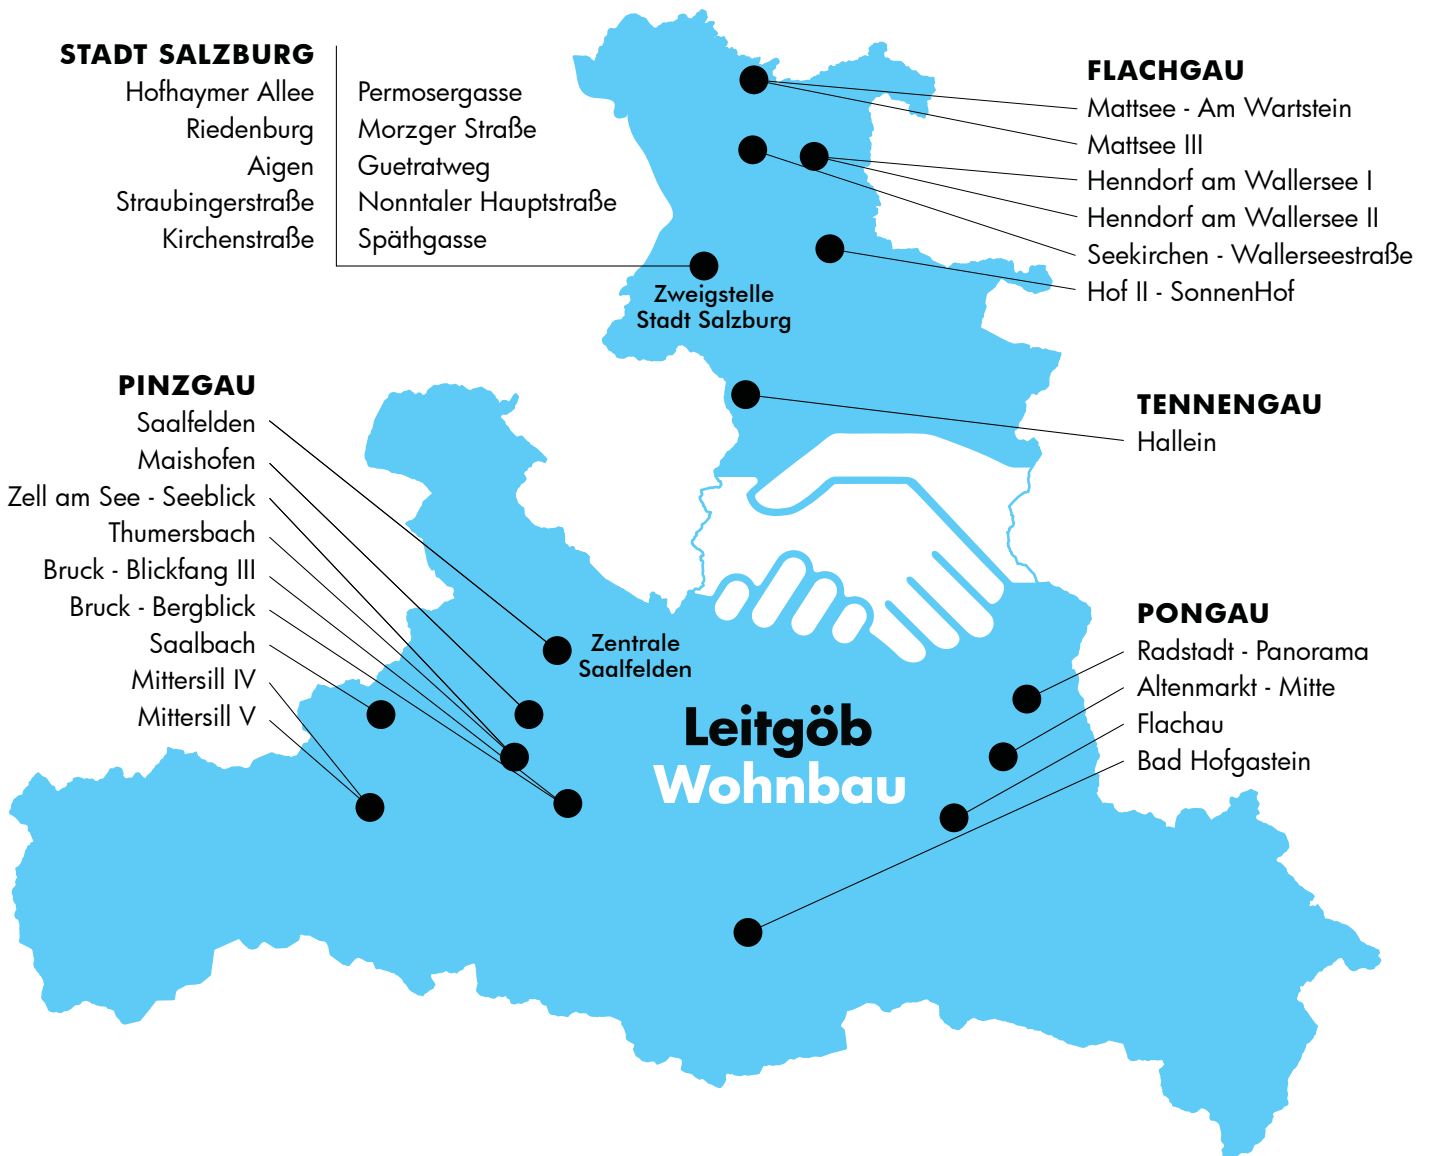 STADT SALZBURG
Hofhaymer Allee
Riedenburg
Aigen
Straubingerstraße
Kirchenstraße
Permosergasse
Morzger Straße
Guetratweg
Nonntaler Hauptstraße
Späthgasse
Zweigstelle
Stadt Salzburg
FLACHGAU
Mattsee - Am Wartstein
Mattsee III
Henndorf am Wallersee I
Henndorf am Wallersee II
Seekirchen - Wallerseestraße
Hof II - SonnenHof
PINZGAU
Saalfelden
Maishofen
Zell am See - Seeblick
Thumersbach
Bruck - Blickfang III
Bruck - Bergblick
Saalbach
Mittersill IV
Mittersill V
Zentrale
Saalfelden
TENNENGAU
Hallein
Leitgöb
Wohnbau
PONGAU
Radstadt - Panorama
Altenmarkt - Mitte
Flachau
Bad Hofgastein